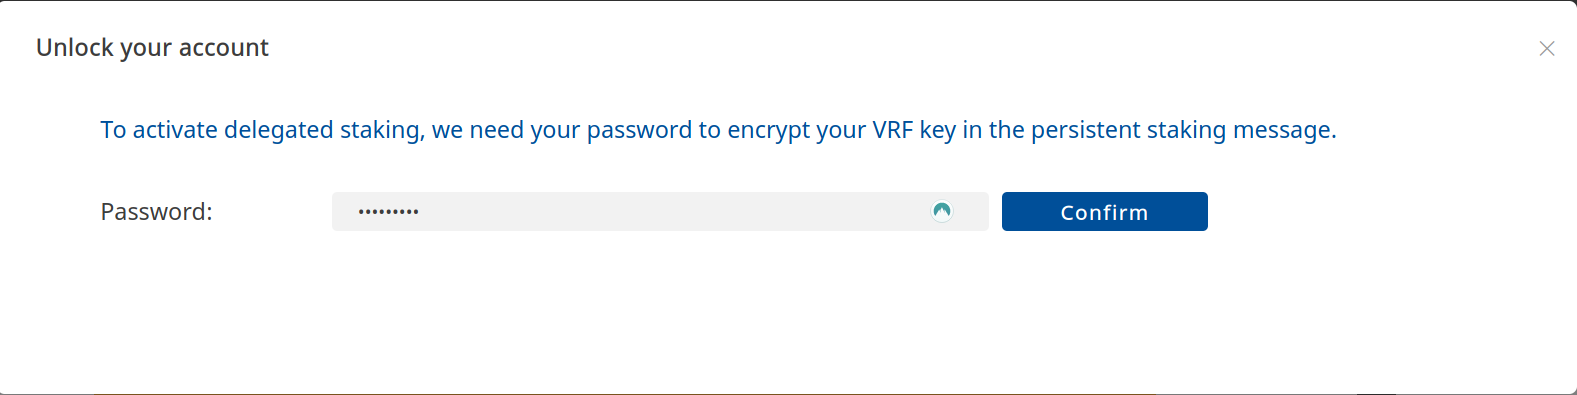 Unlock your account
To activate delegated staking, we need your password to encrypt your VRF key in the persistent staking message.
Password: ••••••••• Confirm